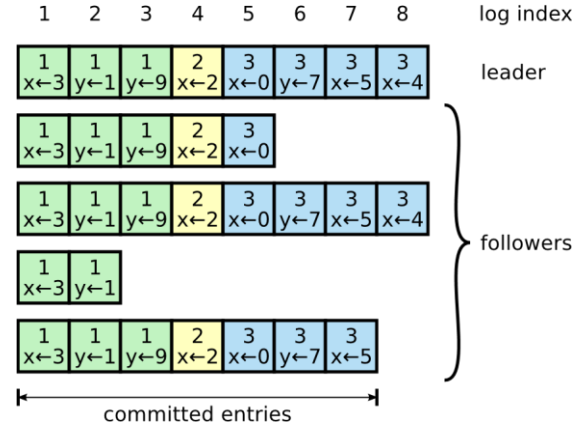 1 2 3 4 5 6 7 8 log index
1 1 1 2 3 3 3 3
x←3 y←1 y←9 x←2 x←0 y←7 x←5 x←4
leader
1 1 1 2 3
x←3 y←1 y←9 x←2 x←0
1 1 1 2 3 3 3 3
x←3 y←1 y←9 x←2 x←0 y←7 x←5 x←4
followers
1 1
x←3 y←1
1 1 1 2 3 3 3
x←3 y←1 y←9 x←2 x←0 y←7 x←5
committed entries